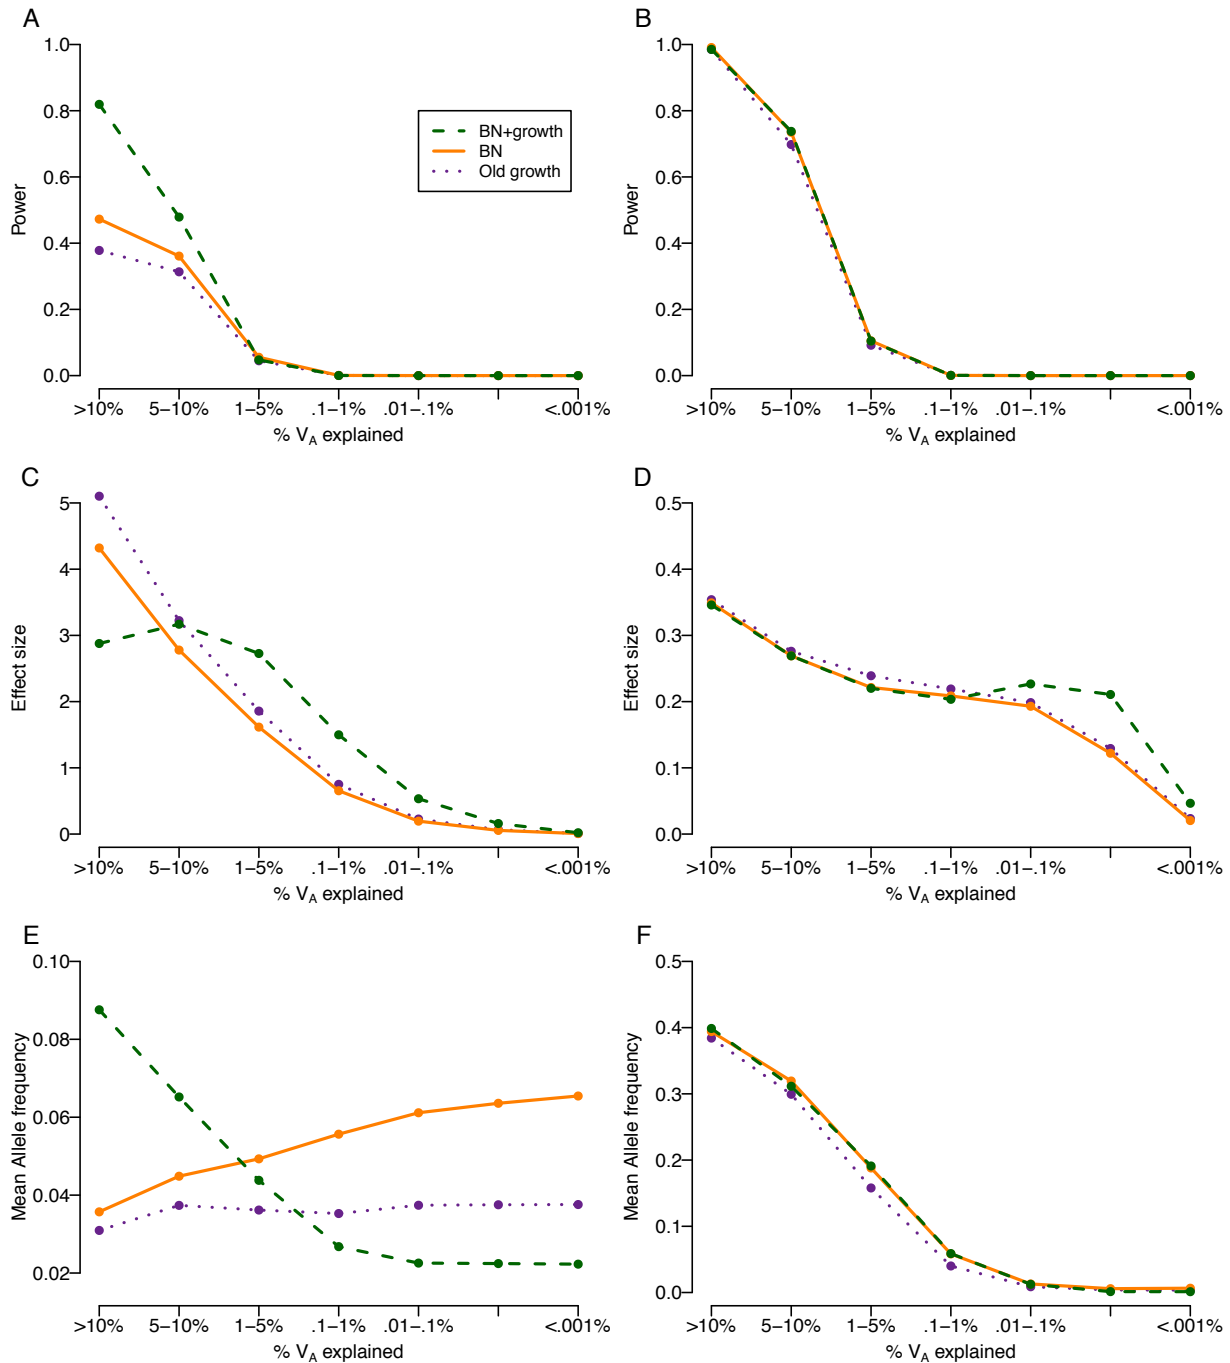 A
1.0
0.8
0.6
0.4
0.2
0.0
Power
BN+growth
BN
Old growth
>10% 5–10% 1–5% .1–1% .01–.1% <.001%
% VA explained
B
1.0
0.8
0.6
0.4
0.2
0.0
Power
>10% 5–10% 1–5% .1–1% .01–.1% <.001%
% VA explained
C
5
4
3
2
1
0
Effect size
>10% 5–10% 1–5% .1–1% .01–.1% <.001%
% VA explained
D
0.5
0.4
0.3
0.2
0.1
0.0
Effect size
>10% 5–10% 1–5% .1–1% .01–.1% <.001%
% VA explained
E
0.10
0.08
0.06
0.04
0.02
Mean Allele frequency
>10% 5–10% 1–5% .1–1% .01–.1% <.001%
% VA explained
F
0.5
0.4
0.3
0.2
0.1
0.0
Mean Allele frequency
>10% 5–10% 1–5% .1–1% .01–.1% <.001%
% VA explained